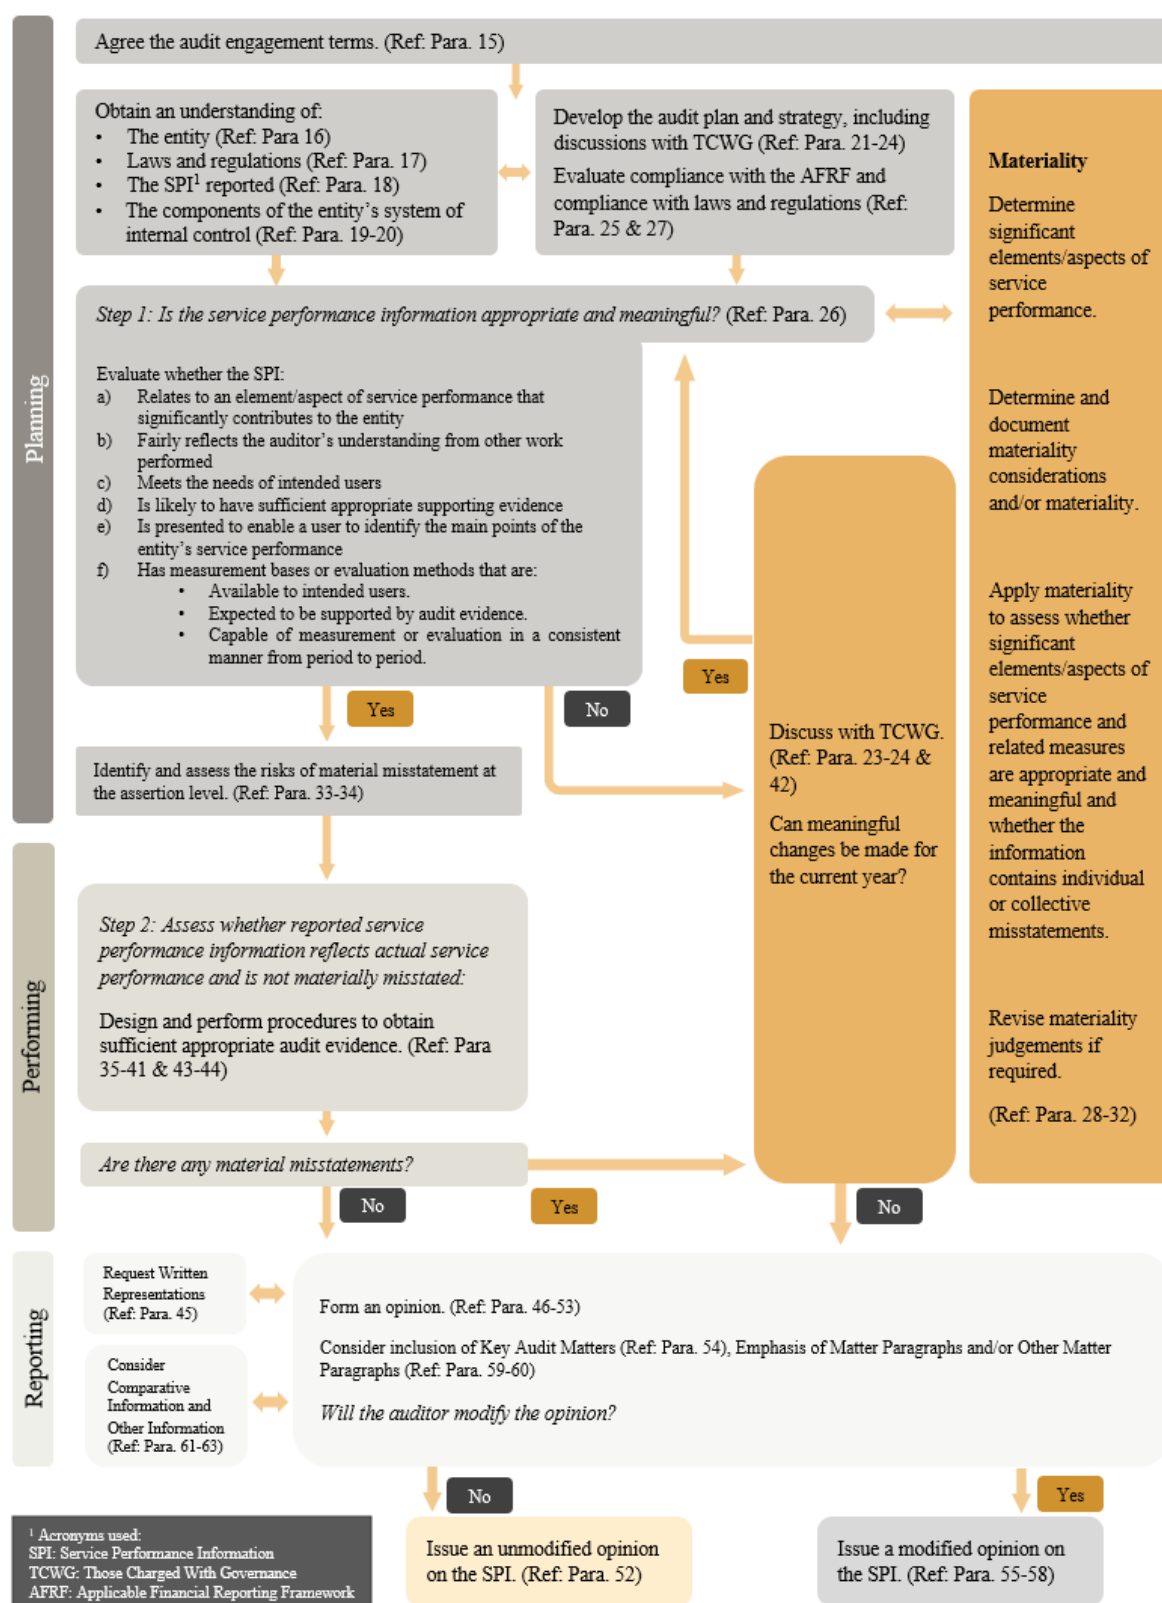 Planning
Agree the audit engagement terms. (Ref: Para. 15)
Obtain an understanding of:
• The entity (Ref: Para 16)
• Laws and regulations (Ref: Para. 17)
• The SPI¹ reported (Ref: Para. 18)
• The components of the entity’s system of
internal control (Ref: Para. 19-20)
Develop the audit plan and strategy, including
discussions with TCWG (Ref: Para. 21-24)
Evaluate compliance with the AFRF and
compliance with laws and regulations (Ref:
Para. 25 & 27)
Materiality
Determine
significant
elements/aspects of
service
performance.
Determine and
document
materiality
considerations
and/or materiality.
Apply materiality
to assess whether
significant
elements/aspects of
service
performance and
related measures
are appropriate and
meaningful and
whether the
information
contains individual
or collective
misstatements.
Revise materiality
judgements if
required.
(Ref: Para. 28-32)
Step 1: Is the service performance information appropriate and meaningful? (Ref: Para. 26)
Evaluate whether the SPI:
a) Relates to an element/aspect of service performance that
significantly contributes to the entity
b) Fairly reflects the auditor’s understanding from other work
performed
c) Meets the needs of intended users
d) Is likely to have sufficient appropriate supporting evidence
e) Is presented to enable a user to identify the main points of the
entity’s service performance
f) Has measurement bases or evaluation methods that are:
• Available to intended users.
• Expected to be supported by audit evidence.
• Capable of measurement or evaluation in a consistent
manner from period to period.
Yes
No
Yes
Discuss with TCWG.
(Ref: Para. 23-24 &
42)
Can meaningful
changes be made for
the current year?
Identify and assess the risks of material misstatement at
the assertion level. (Ref: Para. 33-34)
Performing
Step 2: Assess whether reported service
performance information reflects actual service
performance and is not materially misstated:
Design and perform procedures to obtain
sufficient appropriate audit evidence. (Ref: Para
35-41 & 43-44)
Are there any material misstatements?
No
Yes
No
Reporting
Request Written
Representations
(Ref: Para. 45)
Consider
Comparative
Information and
Other Information
(Ref: Para. 61-63)
Form an opinion. (Ref: Para. 46-53)
Consider inclusion of Key Audit Matters (Ref: Para. 54), Emphasis of Matter Paragraphs and/or Other Matter
Paragraphs (Ref: Para. 59-60)
Will the auditor modify the opinion?
No
Yes
¹ Acronyms used:
SPI: Service Performance Information
TCWG: Those Charged With Governance
AFRF: Applicable Financial Reporting Framework
Issue an unmodified opinion
on the SPI. (Ref: Para. 52)
Issue a modified opinion on
the SPI. (Ref: Para. 55-58)